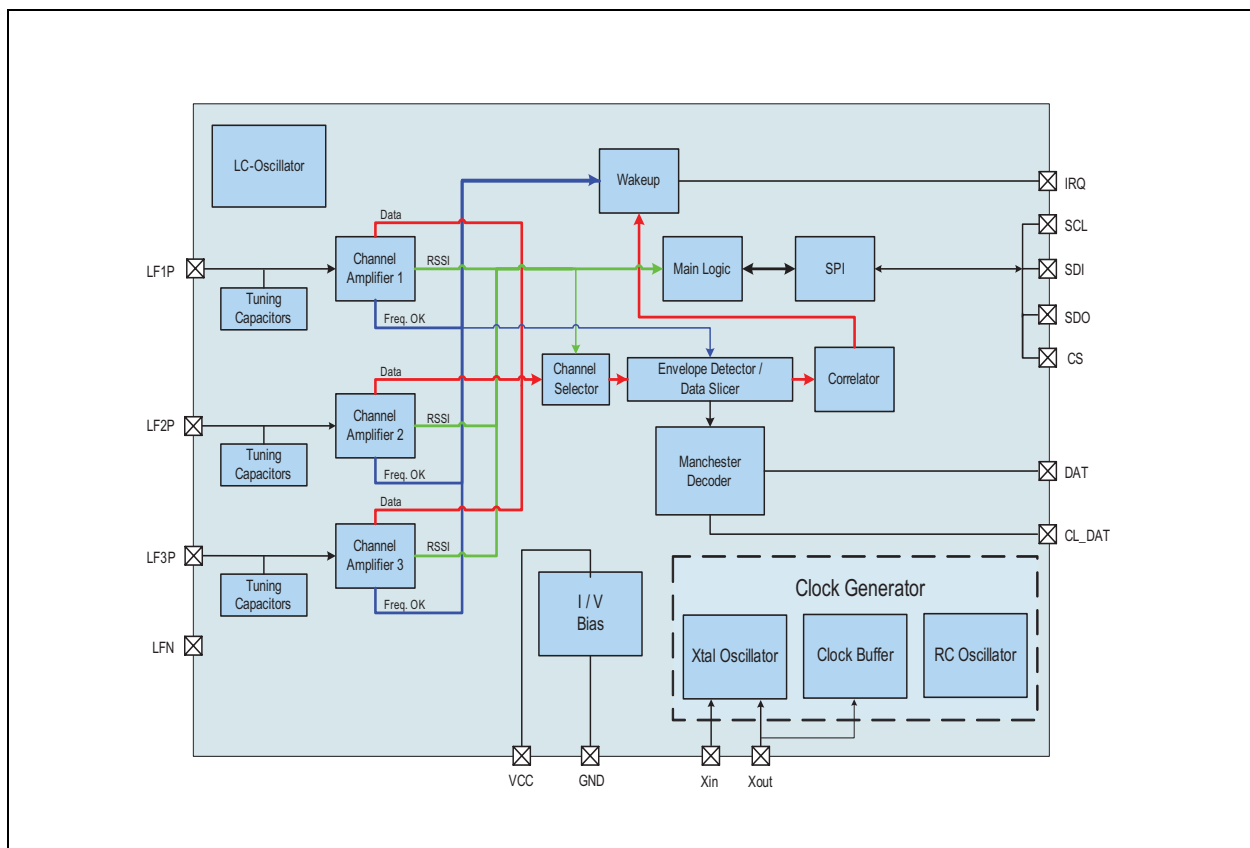 LC-Oscillator
Wakeup
IRQ
SCL
Data
Channel
Amplifier 1
RSSI
Main Logic
SPI
LF1P
SDI
Tuning
Capacitors
Freq. OK
SDO
CS
Data
Channel
Selector
Envelope Detector /
Data Slicer
Correlator
Channel
Amplifier 2
RSSI
LF2P
Tuning
Capacitors
Freq. OK
Manchester
Decoder
DAT
Data
Channel
Amplifier 3
RSSI
CL_DAT
LF3P
Tuning
Capacitors
Freq. OK
I / V
Bias
Clock Generator
LFN
Xtal Oscillator
Clock Buffer
RC Oscillator
VCC
GND
Xin
Xout